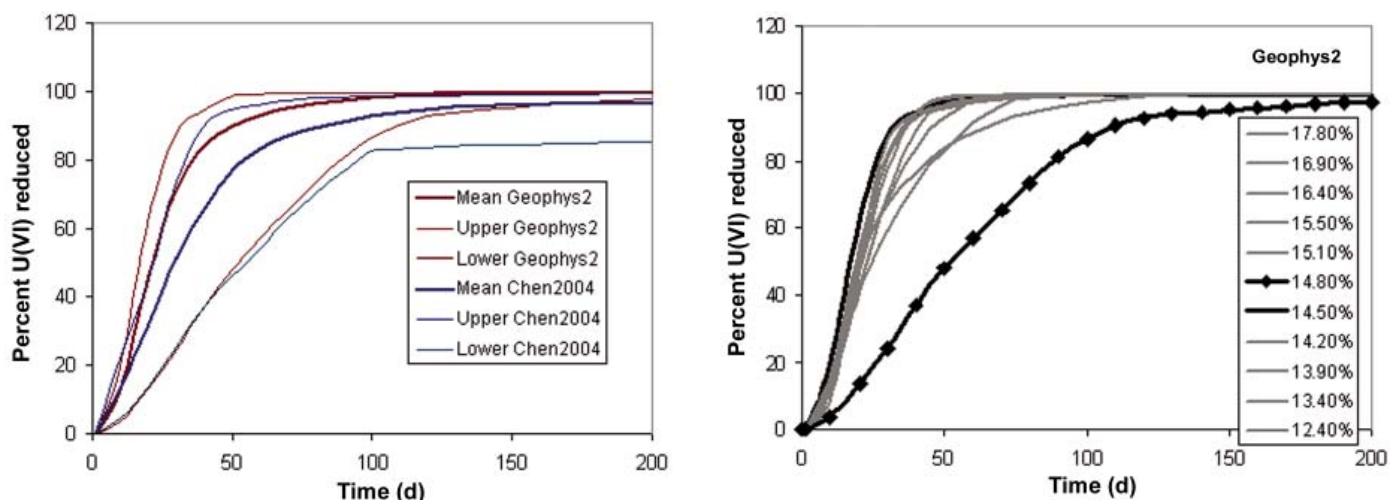 120
100
80
60
40
20
0
Percent U(VI) reduced
0 50 100 150 200
Time (d)
Mean Geophys2
Upper Geophys2
Lower Geophys2
Mean Chen2004
Upper Chen2004
Lower Chen2004
120
100
80
60
40
20
0
Percent U(VI) reduced
0 50 100 150 200
Time (d)
Geophys2
17.80%
16.90%
16.40%
15.50%
15.10%
14.80%
14.50%
14.20%
13.90%
13.40%
12.40%